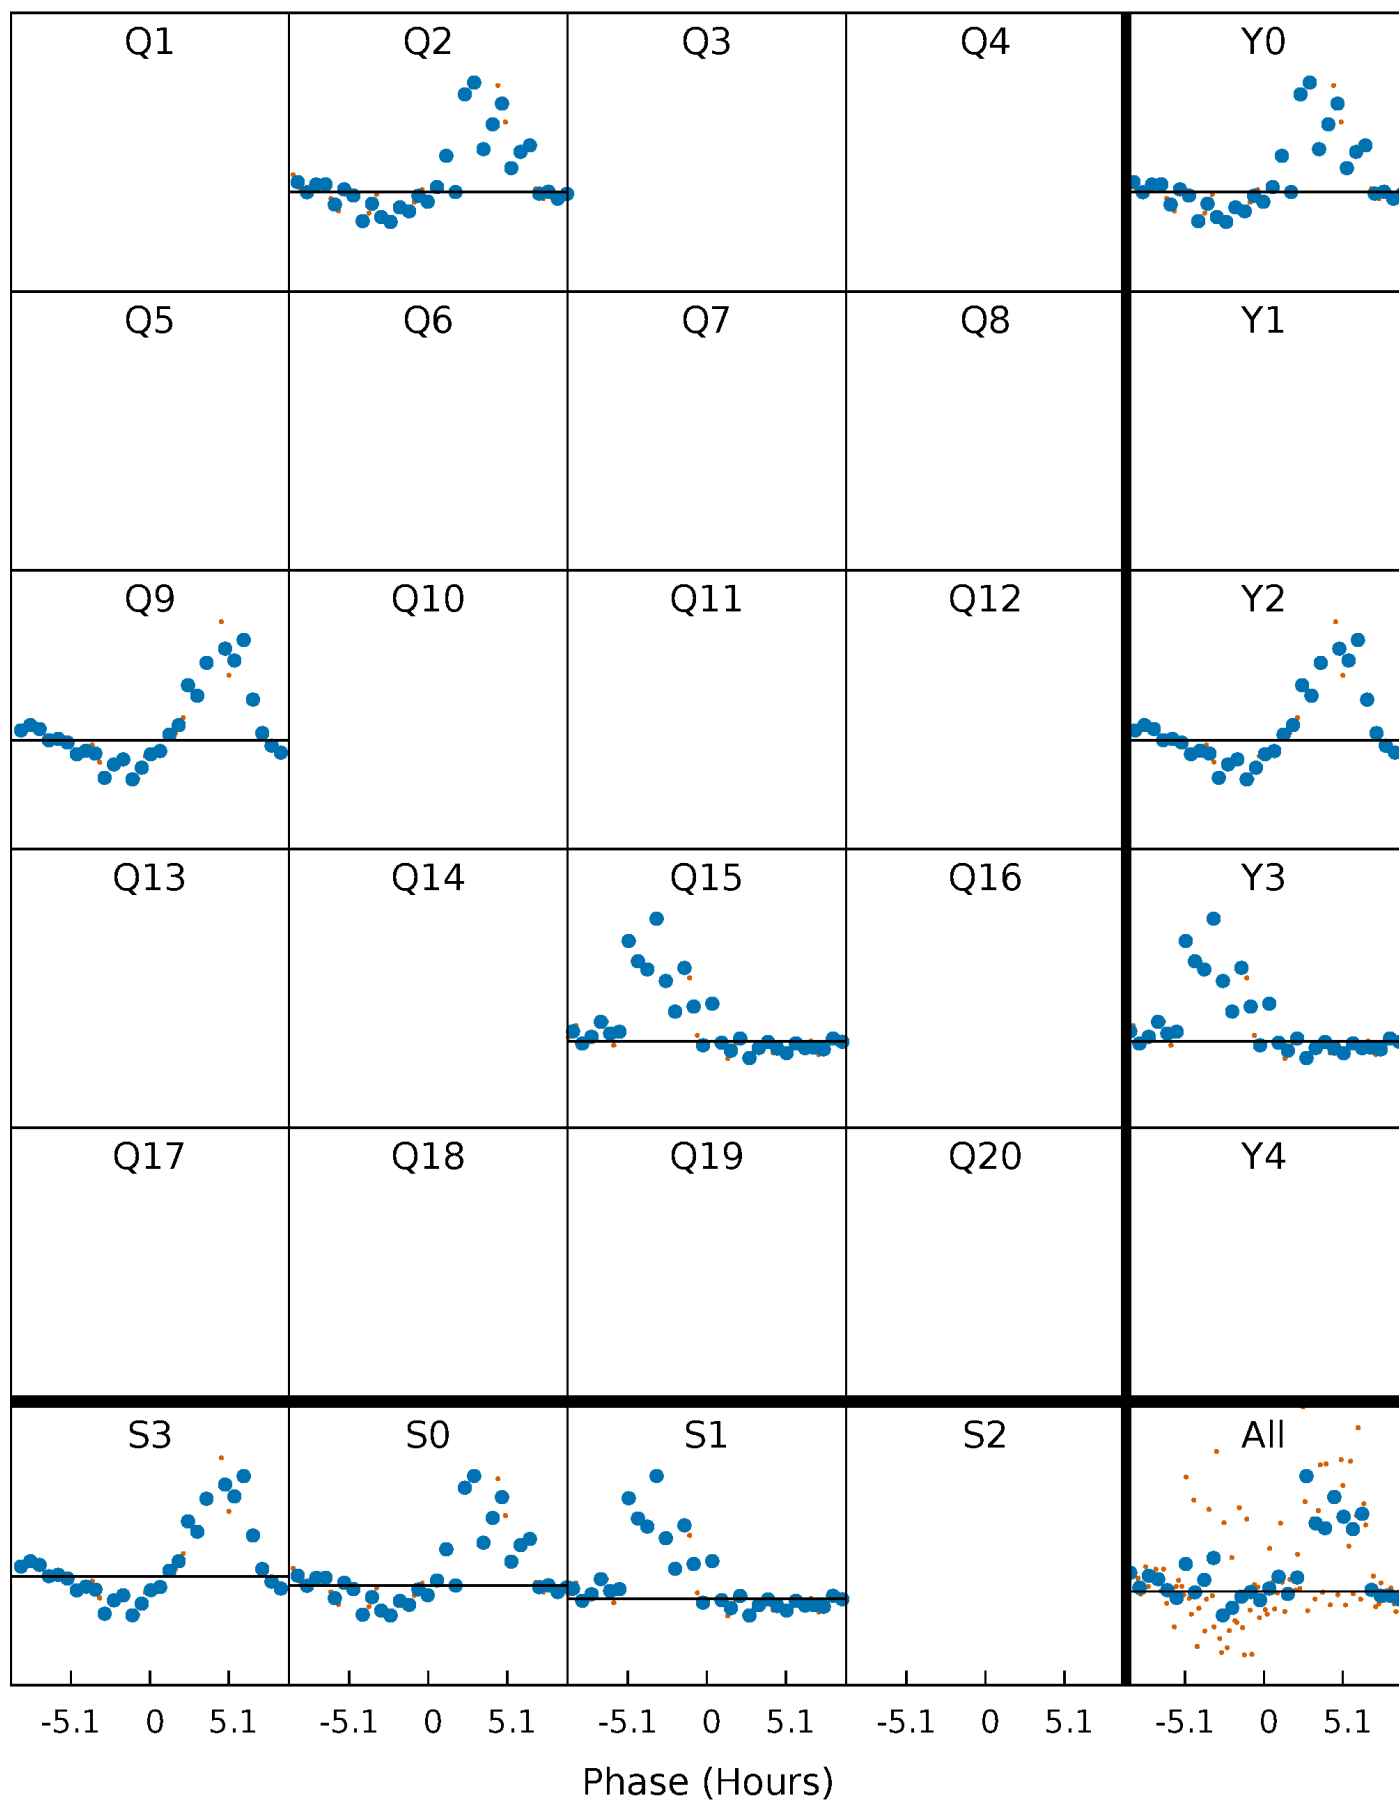 Q1 Q2 Q3 Q4 Y0
Q5 Q6 Q7 Q8 Y1
Q9 Q10 Q11 Q12 Y2
Q13 Q14 Q15 Q16 Y3
Q17 Q18 Q19 Q20 Y4
S3 S0 S1 S2 All
-5.1 0 5.1 -5.1 0 5.1 -5.1 0 5.1 -5.1 0 5.1 -5.1 0 5.1
Phase (Hours)